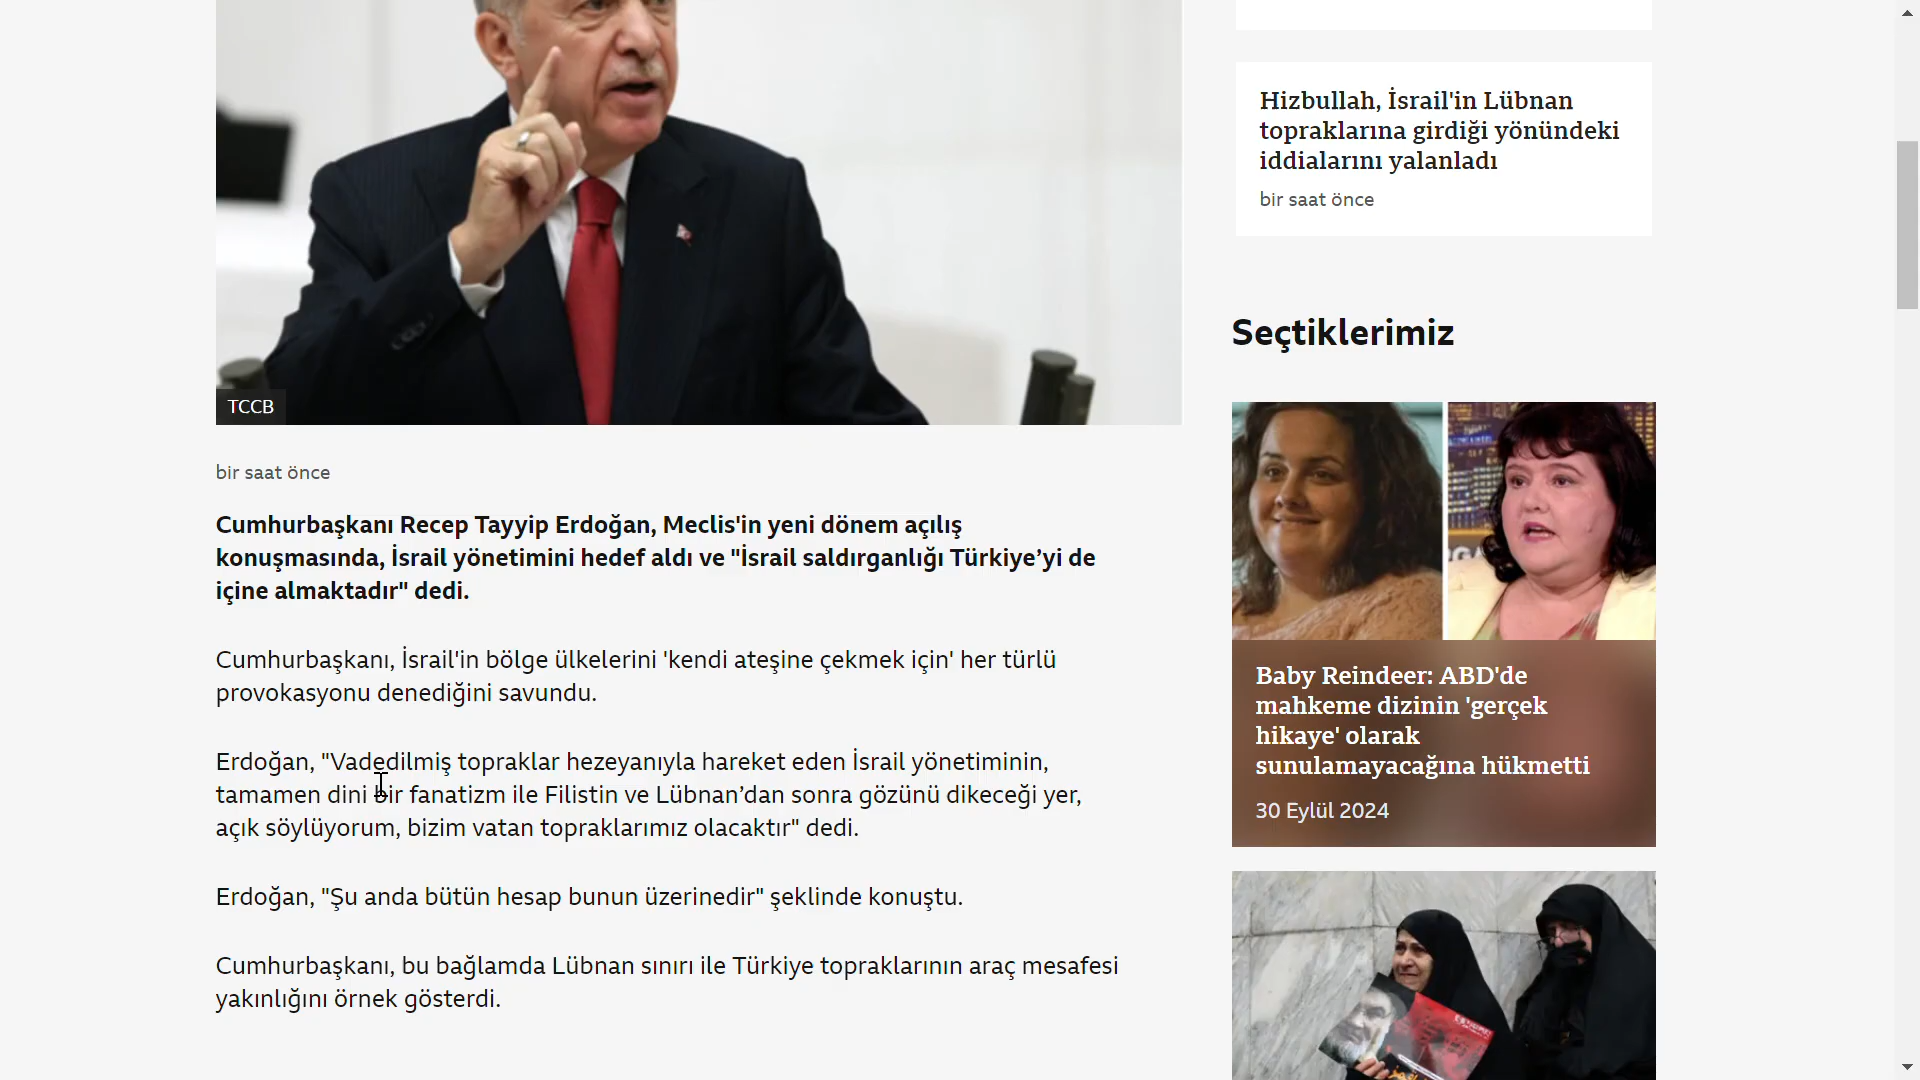 TCCB
bir saat önce
Cumhurbaşkanı Recep Tayyip Erdoğan, Meclis'in yeni dönem açılış
konuşmasında, İsrail yönetimini hedef aldı ve "İsrail saldırganlığı Türkiye’yi de
içine almaktadır" dedi.
Cumhurbaşkanı, İsrail'in bölge ülkelerini 'kendi ateşine çekmek için' her türlü
provokasyonu denediğini savundu.
Erdoğan, "Vadedilmiş topraklar hezeyanıyla hareket eden İsrail yönetiminin,
tamamen dini bir fanatizm ile Filistin ve Lübnan’dan sonra gözünü dikeceği yer,
açık söylüyorum, bizim vatan topraklarımız olacaktır" dedi.
Erdoğan, "Şu anda bütün hesap bunun üzerinedir" şeklinde konuştu.
Cumhurbaşkanı, bu bağlamda Lübnan sınırı ile Türkiye topraklarının araç mesafesi
yakınlığını örnek gösterdi.
Hizbullah, İsrail'in Lübnan
topraklarına girdiği yönündeki
iddialarını yalanladı
bir saat önce
Seçtiklerimiz
Baby Reindeer: ABD'de
mahkeme dizinin 'gerçek
hikaye' olarak
sunulamayacağına hükmetti
30 Eylül 2024